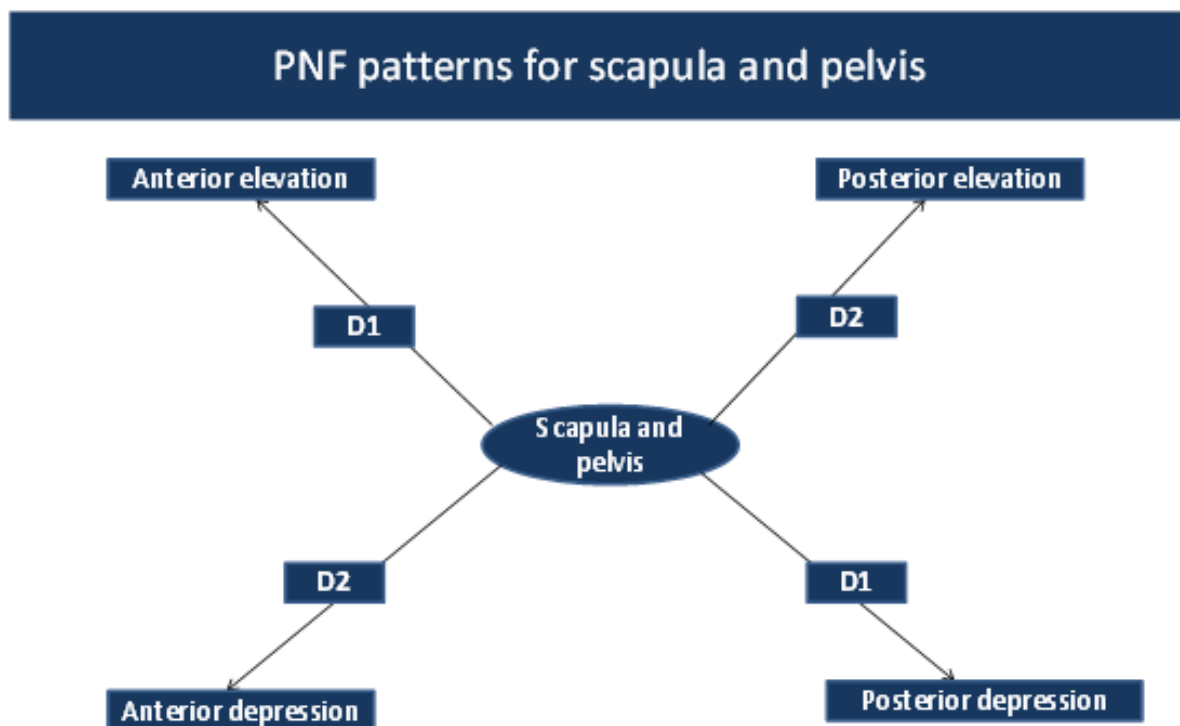 PNF patterns for scapula and pelvis
Anterior elevation
Posterior elevation
D1
D2
Scapula and
pelvis
D2
D1
Anterior depression
Posterior depression